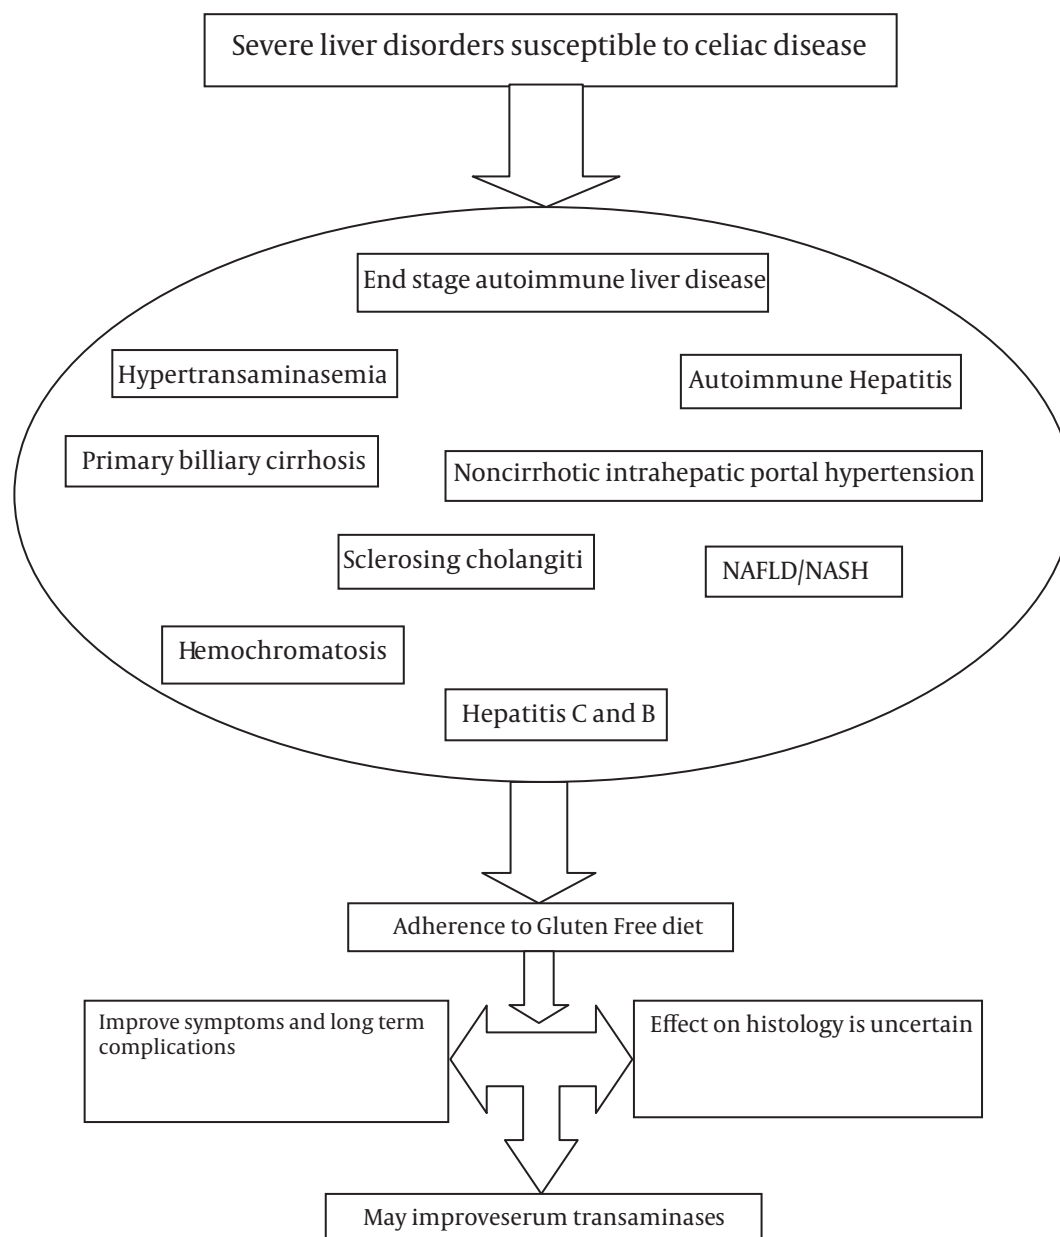 Severe liver disorders susceptible to celiac disease
End stage autoimmune liver disease
Hypertransaminasemia
Autoimmune Hepatitis
Primary billiary cirrhosis
Noncirrhotic intrahepatic portal hypertension
Sclerosing cholangiti
NAFLD/NASH
Hemochromatosis
Hepatitis C and B
Adherence to Gluten Free diet
Improve symptoms and long term
complications
Effect on histology is uncertain
May improveserum transaminases